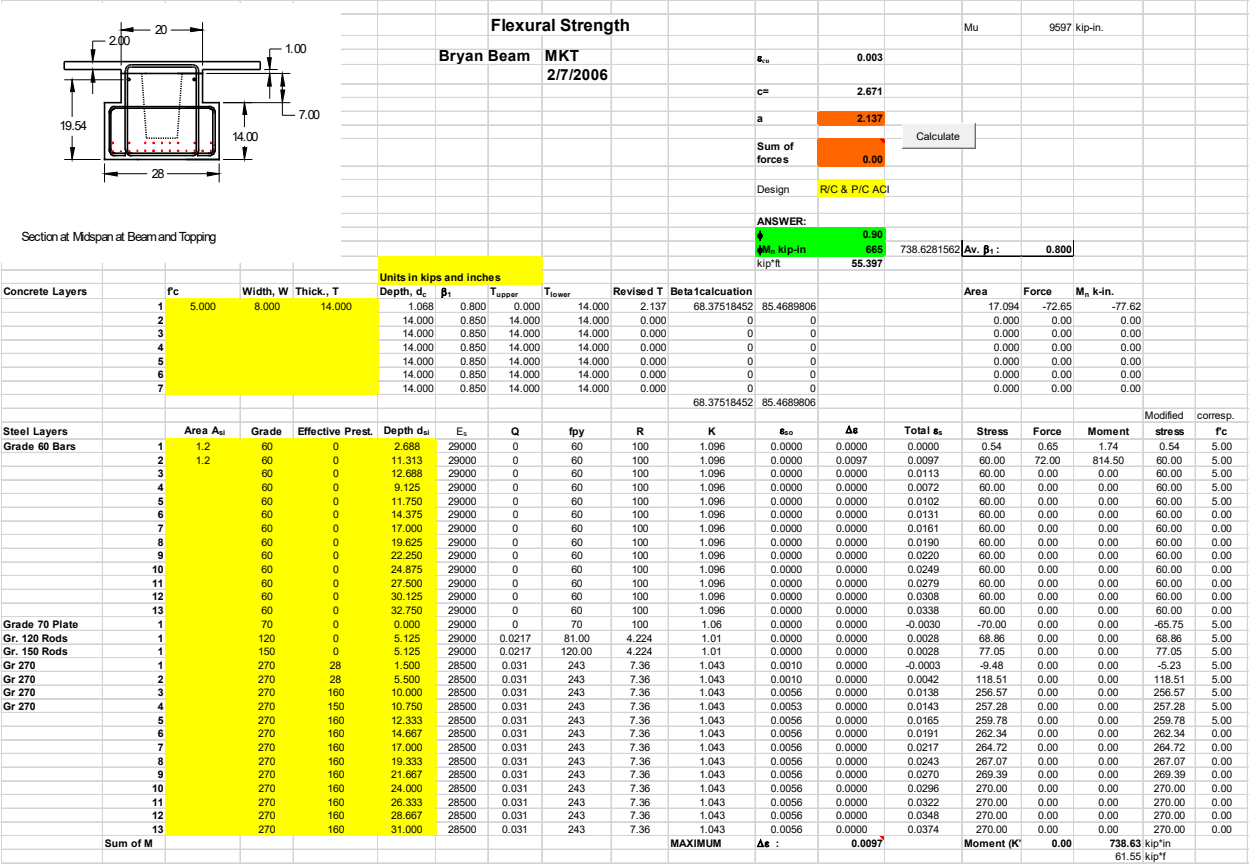 Flexural Strength
Mu 9597 kip-in.
Bryan Beam MKT
2/7/2006
20
2.00
1.00
7.00
19.54
14.00
28
Section at Midspan at Beam and Topping
εcu 0.003
c= 2.671
a 2.137
Calculate
Sum of forces 0.00
Design R/C & P/C ACI
ANSWER:
ϕ 0.90
ϕMn kip-in 665 738.6281562 Av. β1 : 0.800
kip*ft 55.397
Units in kips and inches
Concrete Layers f'c Width, W Thick., T Depth, dc β1 Tupper Tlower Revised T Beta1calcuation Area Force Mn k-in.
1 5.000 8.000 14.000 1.068 0.800 0.000 14.000 2.137 68.37518452 85.4689806 17.094 -72.65 -77.62
2 14.000 0.850 14.000 14.000 0.000 0 0 0.000 0.00 0.00
3 14.000 0.850 14.000 14.000 0.000 0 0 0.000 0.00 0.00
4 14.000 0.850 14.000 14.000 0.000 0 0 0.000 0.00 0.00
5 14.000 0.850 14.000 14.000 0.000 0 0 0.000 0.00 0.00
6 14.000 0.850 14.000 14.000 0.000 0 0 0.000 0.00 0.00
7 14.000 0.850 14.000 14.000 0.000 0 0 0.000 0.00 0.00
68.37518452 85.4689806
Modified corresp.
Steel Layers Area Asi Grade Effective Prest. Depth dsi Es Q fpy R K εso Δε Total εs Stress Force Moment stress f'c
Grade 60 Bars 1 1.2 60 0 2.688 29000 0 60 100 1.096 0.0000 0.0000 0.0000 0.54 0.65 1.74 0.54 5.00
2 1.2 60 0 11.313 29000 0 60 100 1.096 0.0000 0.0097 0.0097 60.00 72.00 814.50 60.00 5.00
3 60 0 12.688 29000 0 60 100 1.096 0.0000 0.0000 0.0113 60.00 0.00 0.00 60.00 5.00
4 60 0 9.125 29000 0 60 100 1.096 0.0000 0.0000 0.0072 60.00 0.00 0.00 60.00 5.00
5 60 0 11.750 29000 0 60 100 1.096 0.0000 0.0000 0.0102 60.00 0.00 0.00 60.00 5.00
6 60 0 14.375 29000 0 60 100 1.096 0.0000 0.0000 0.0131 60.00 0.00 0.00 60.00 5.00
7 60 0 17.000 29000 0 60 100 1.096 0.0000 0.0000 0.0161 60.00 0.00 0.00 60.00 5.00
8 60 0 19.625 29000 0 60 100 1.096 0.0000 0.0000 0.0190 60.00 0.00 0.00 60.00 5.00
9 60 0 22.250 29000 0 60 100 1.096 0.0000 0.0000 0.0220 60.00 0.00 0.00 60.00 5.00
10 60 0 24.875 29000 0 60 100 1.096 0.0000 0.0000 0.0249 60.00 0.00 0.00 60.00 5.00
11 60 0 27.500 29000 0 60 100 1.096 0.0000 0.0000 0.0279 60.00 0.00 0.00 60.00 5.00
12 60 0 30.125 29000 0 60 100 1.096 0.0000 0.0000 0.0308 60.00 0.00 0.00 60.00 5.00
13 60 0 32.750 29000 0 60 100 1.096 0.0000 0.0000 0.0338 60.00 0.00 0.00 60.00 5.00
Grade 70 Plate 1 70 0 0.000 29000 0 70 100 1.06 0.0000 0.0000 -0.0030 -70.00 0.00 0.00 -65.75 5.00
Gr. 120 Rods 1 120 0 5.125 29000 0.0217 81.00 4.224 1.01 0.0000 0.0000 0.0028 68.86 0.00 0.00 68.86 5.00
Gr. 150 Rods 1 150 0 5.125 29000 0.0217 120.00 4.224 1.01 0.0000 0.0000 0.0028 77.05 0.00 0.00 77.05 5.00
Gr 270 1 270 28 1.500 28500 0.031 243 7.36 1.043 0.0010 0.0000 -0.0003 -9.48 0.00 0.00 -5.23 5.00
Gr 270 2 270 28 5.500 28500 0.031 243 7.36 1.043 0.0010 0.0000 0.0042 118.51 0.00 0.00 118.51 5.00
Gr 270 3 270 160 10.000 28500 0.031 243 7.36 1.043 0.0056 0.0000 0.0138 256.57 0.00 0.00 256.57 5.00
Gr 270 4 270 150 10.750 28500 0.031 243 7.36 1.043 0.0053 0.0000 0.0143 257.28 0.00 0.00 257.28 5.00
5 270 160 12.333 28500 0.031 243 7.36 1.043 0.0056 0.0000 0.0165 259.78 0.00 0.00 259.78 5.00
6 270 160 14.667 28500 0.031 243 7.36 1.043 0.0056 0.0000 0.0191 262.34 0.00 0.00 262.34 5.00
7 270 160 17.000 28500 0.031 243 7.36 1.043 0.0056 0.0000 0.0217 264.72 0.00 0.00 264.72 5.00
8 270 160 19.333 28500 0.031 243 7.36 1.043 0.0056 0.0000 0.0243 267.07 0.00 0.00 267.07 5.00
9 270 160 21.667 28500 0.031 243 7.36 1.043 0.0056 0.0000 0.0270 269.39 0.00 0.00 269.39 5.00
10 270 160 24.000 28500 0.031 243 7.36 1.043 0.0056 0.0000 0.0296 270.00 0.00 0.00 270.00 5.00
11 270 160 26.333 28500 0.031 243 7.36 1.043 0.0056 0.0000 0.0322 270.00 0.00 0.00 270.00 5.00
12 270 160 28.667 28500 0.031 243 7.36 1.043 0.0056 0.0000 0.0348 270.00 0.00 0.00 270.00 5.00
13 270 160 31.000 28500 0.031 243 7.36 1.043 0.0056 0.0000 0.0374 270.00 0.00 0.00 270.00 5.00
Sum of M MAXIMUM Δε : 0.0097 Moment (K' 0.00 738.63 kip*in
61.55 kip*f